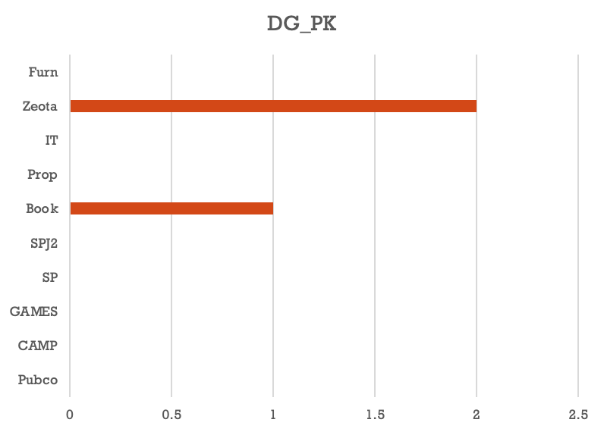 DG_PK
Furn
Zeota
IT
Prop
Book
SPJ2
SP
GAMES
CAMP
Pubco
0 0.5 1 1.5 2 2.5